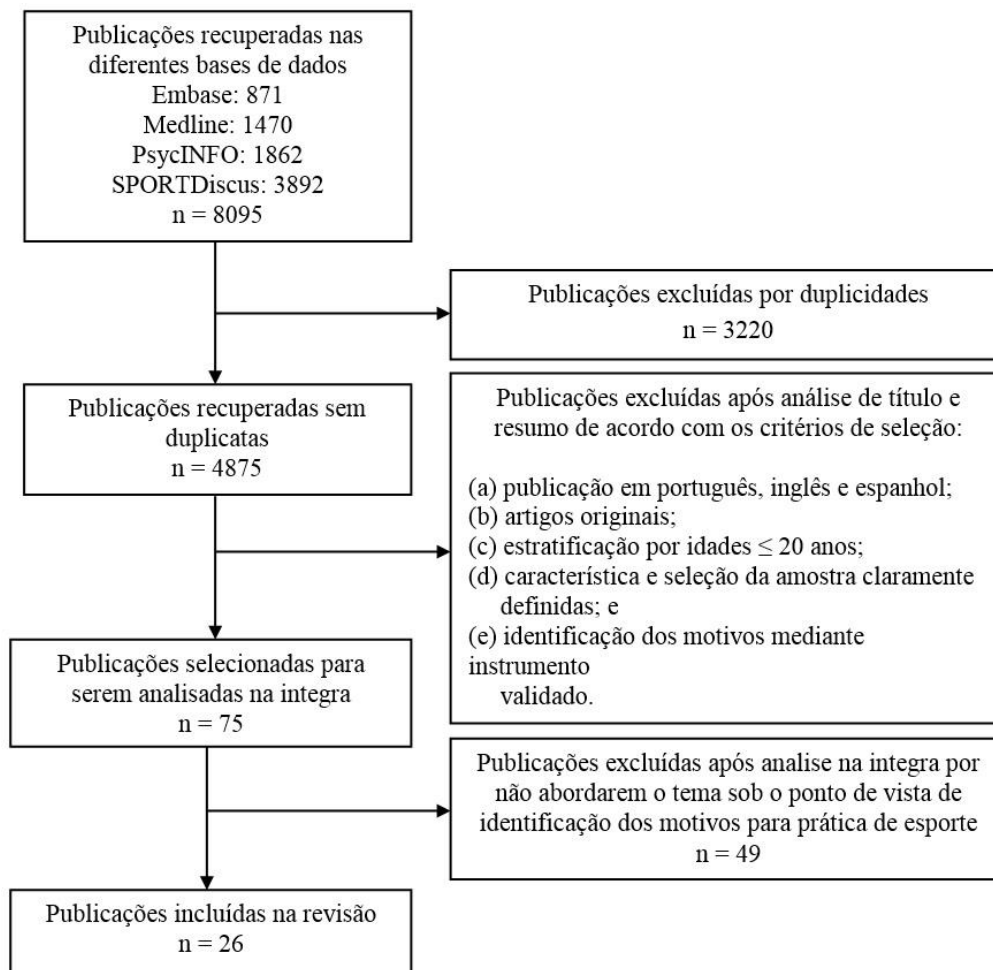 Publicações recuperadas nas
diferentes bases de dados
Embase: 871
Medline: 1470
PsycINFO: 1862
SPORTDiscus: 3892
n = 8095
Publicações excluídas por duplicidades
n = 3220
Publicações recuperadas sem
duplicatas
n = 4875
Publicações excluídas após análise de título e
resumo de acordo com os critérios de seleção:
(a) publicação em português, inglês e espanhol;
(b) artigos originais;
(c) estratificação por idades ≤ 20 anos;
(d) característica e seleção da amostra claramente
definidas; e
(e) identificação dos motivos mediante
instrumento
validado.
Publicações selecionadas para
serem analisadas na integra
n = 75
Publicações excluídas após analise na integra por
não abordarem o tema sob o ponto de vista de
identificação dos motivos para prática de esporte
n = 49
Publicações incluídas na revisão
n = 26